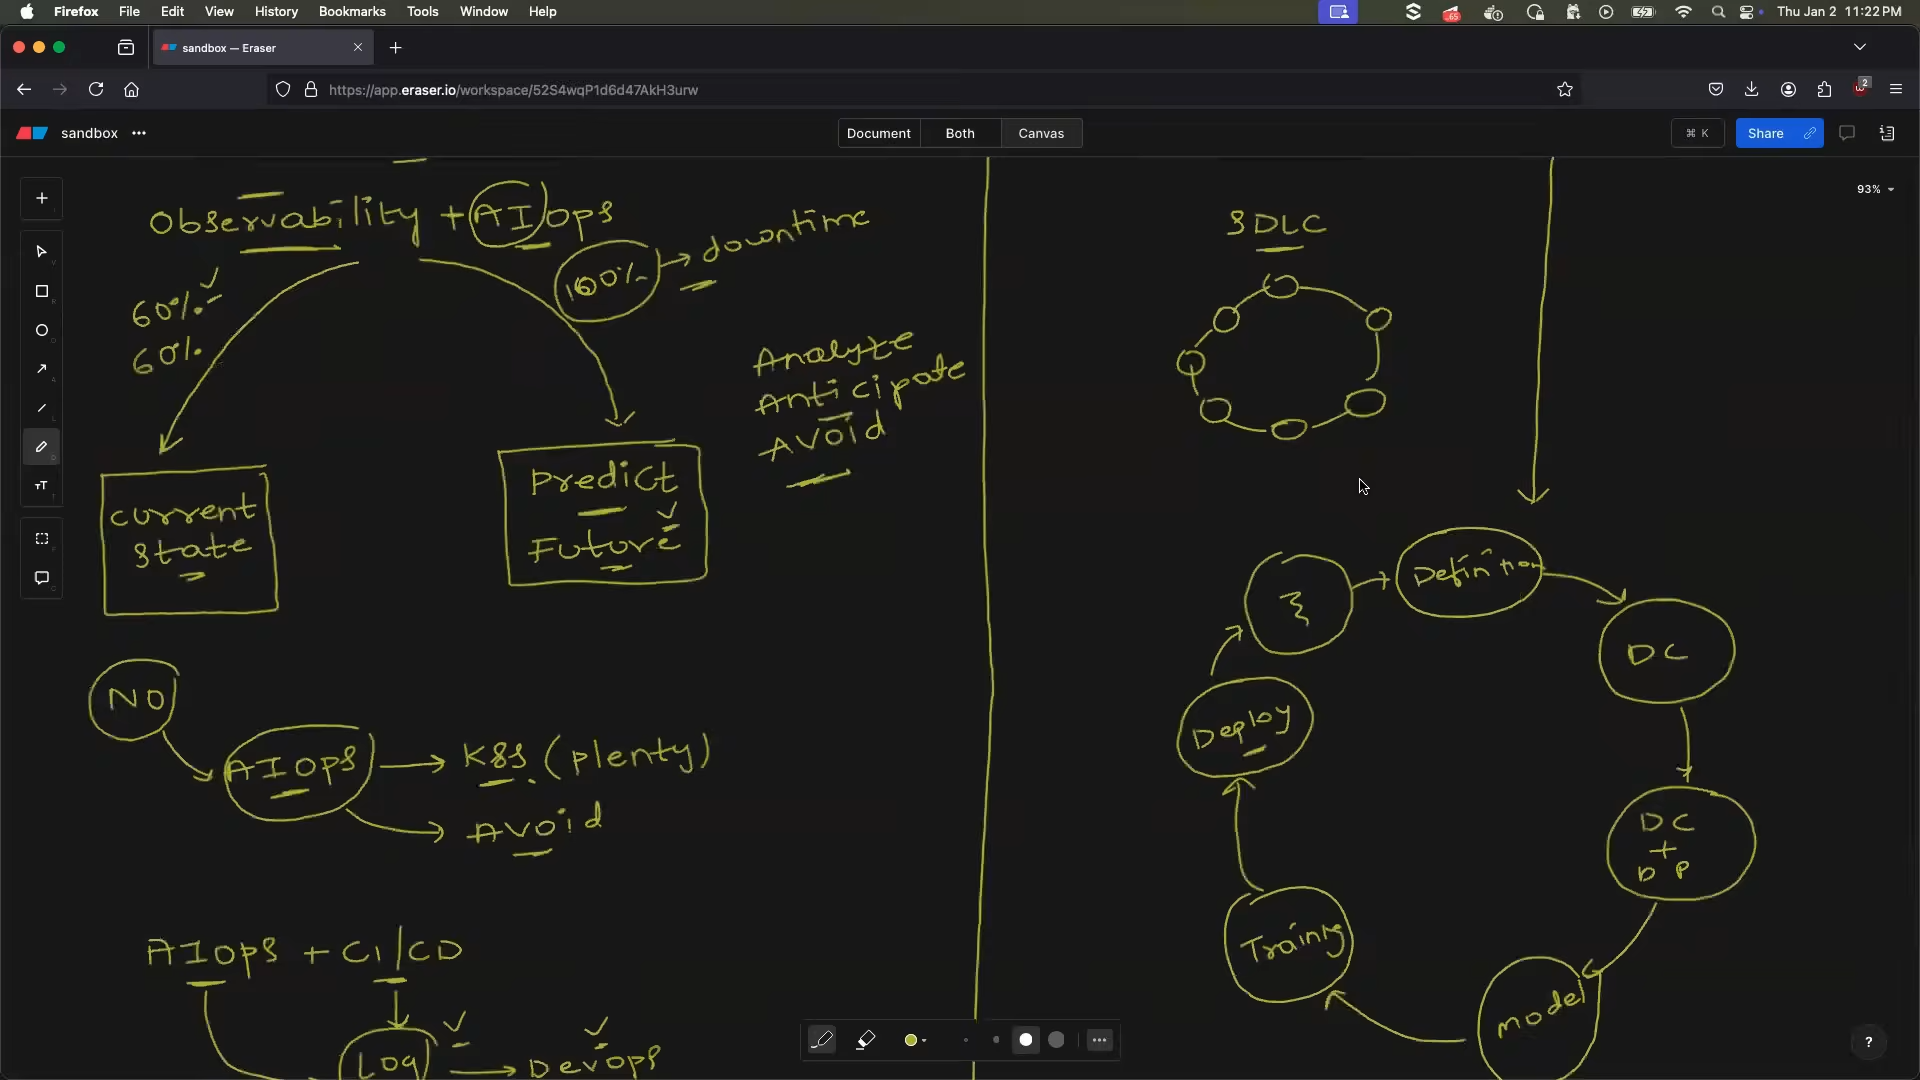 Firefox File Edit View History Bookmarks Tools Window Help
Thu Jan 2 11:22 PM
sandbox — Eraser
https://app.eraser.io/workspace/52S4wqP1d6d47AkH3urw
2
sandbox
Document Both Canvas
⌘ K
Share
93%
Observability + AIops
100% → downtime
60%
60%
Analyze
Anticipate
Avoid
current
state
Predict
Future
NO
AIops → K8s (plenty)
Avoid
AIops + CI/CD
Log → Devops
SDLC
Definition
DC
DC
+
DP
model
Training
Deploy
?